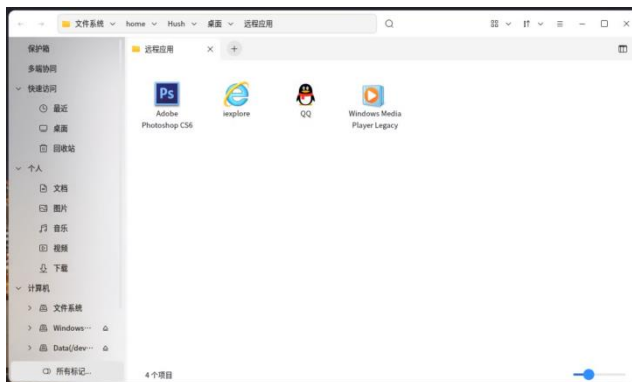 文件系统 home Hush 桌面 远程应用
保护箱
远程应用
多端协同
快速访问
最近
桌面
回收站
个人
文档
图片
音乐
视频
下载
计算机
文件系统
Windows···
Data(/dev···
所有标记...
Ps
Adobe
Photoshop CS6
iexplore
QQ
Windows Media
Player Legacy
4个项目